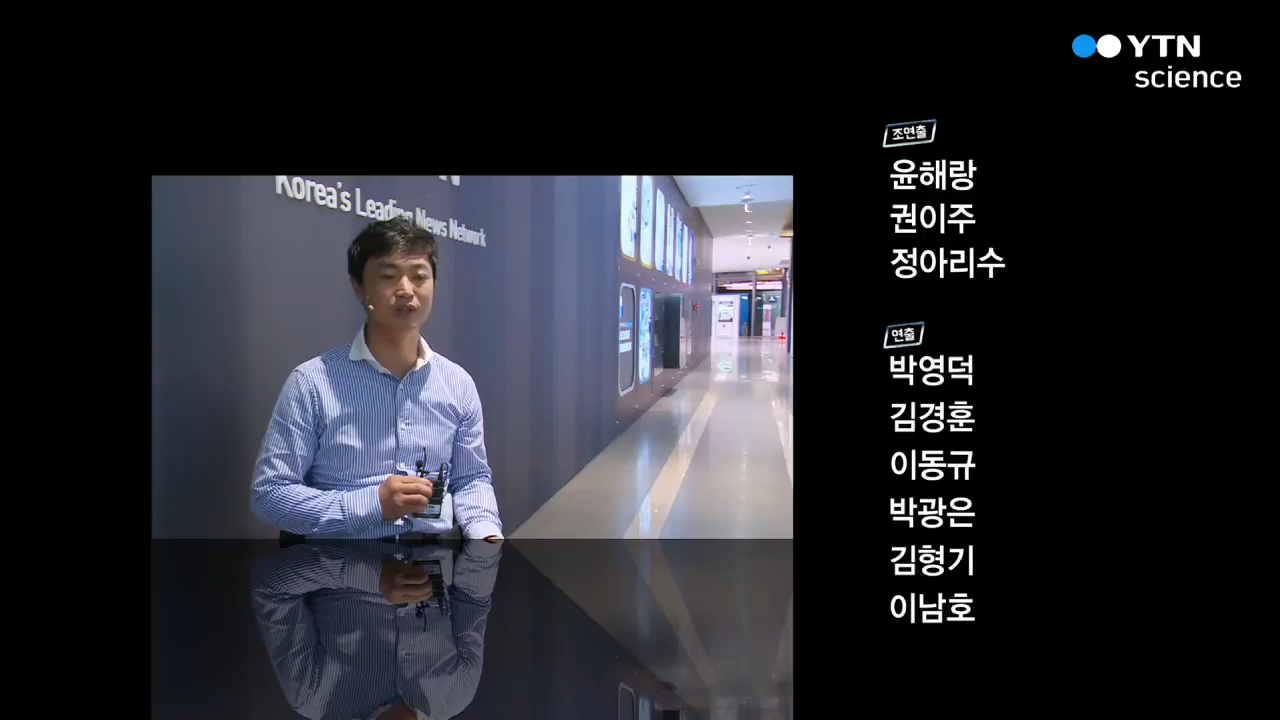 YTN
science
Korea's Leading News Network
조연출
윤해랑
권이주
정아리수
연출
박영덕
김경훈
이동규
박광은
김형기
이남호